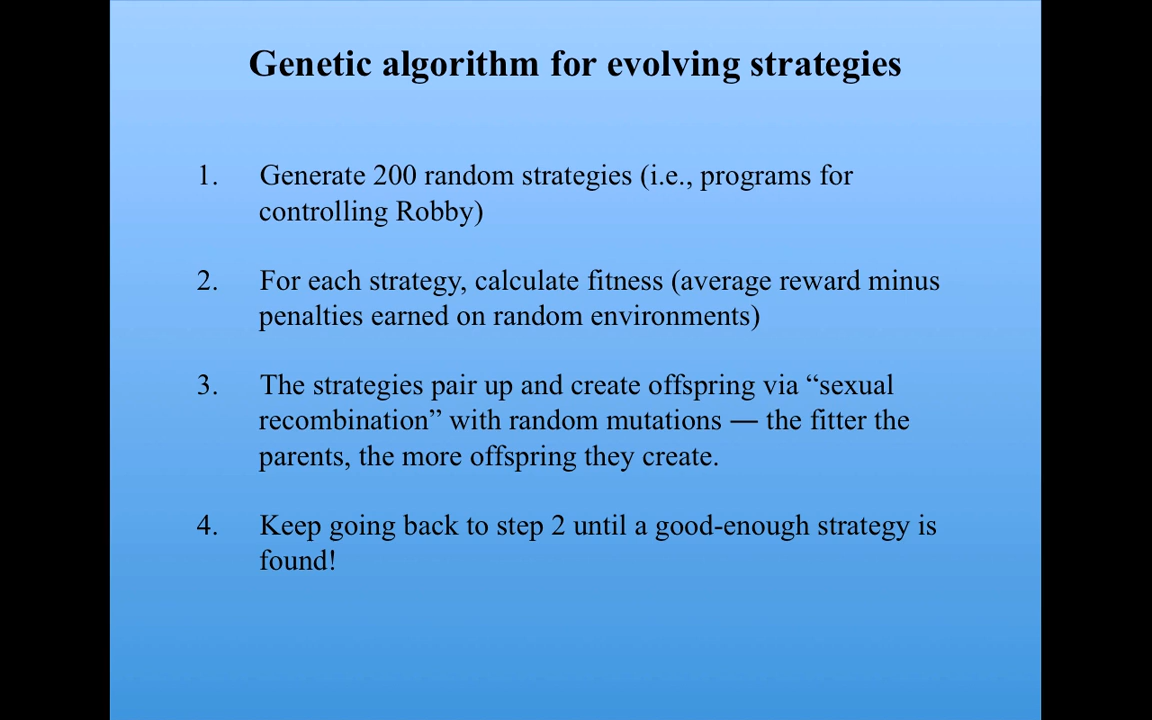 Genetic algorithm for evolving strategies
1. Generate 200 random strategies (i.e., programs for
controlling Robby)
2. For each strategy, calculate fitness (average reward minus
penalties earned on random environments)
3. The strategies pair up and create offspring via “sexual
recombination” with random mutations — the fitter the
parents, the more offspring they create.
4. Keep going back to step 2 until a good-enough strategy is
found!